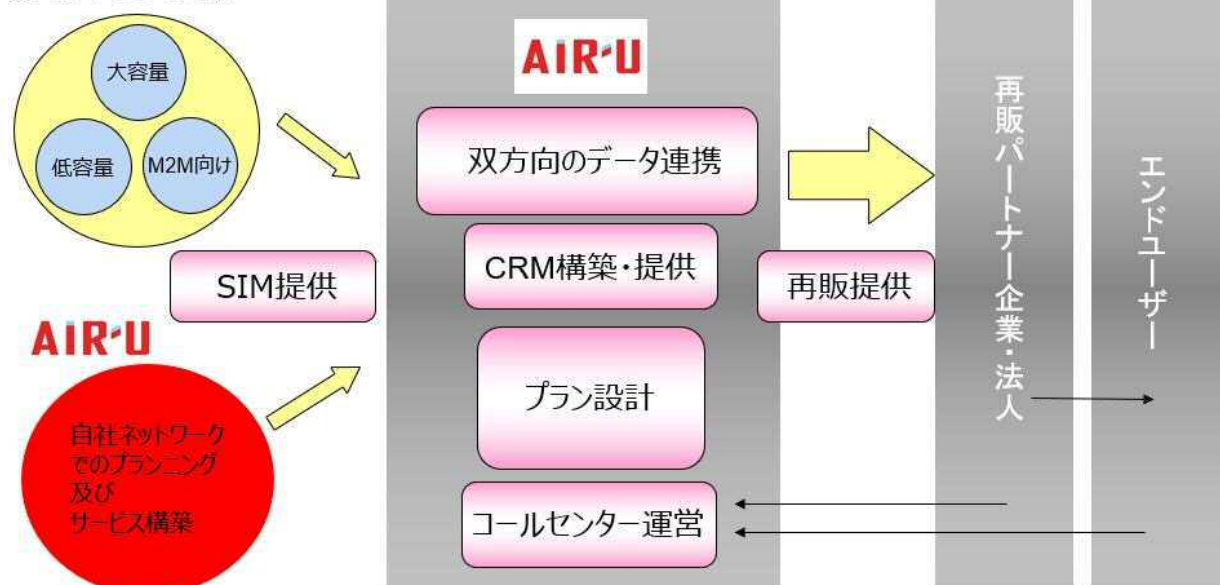 大容量
低容量
M2M向け
SIM提供
AIR-U
自社ネットワーク
でのプランニング
及び
サービス構築
AIR-U
双方向のデータ連携
CRM構築・提供
プラン設計
コールセンター運営
再販提供
再販パートナー企業・法人
エンドユーザー